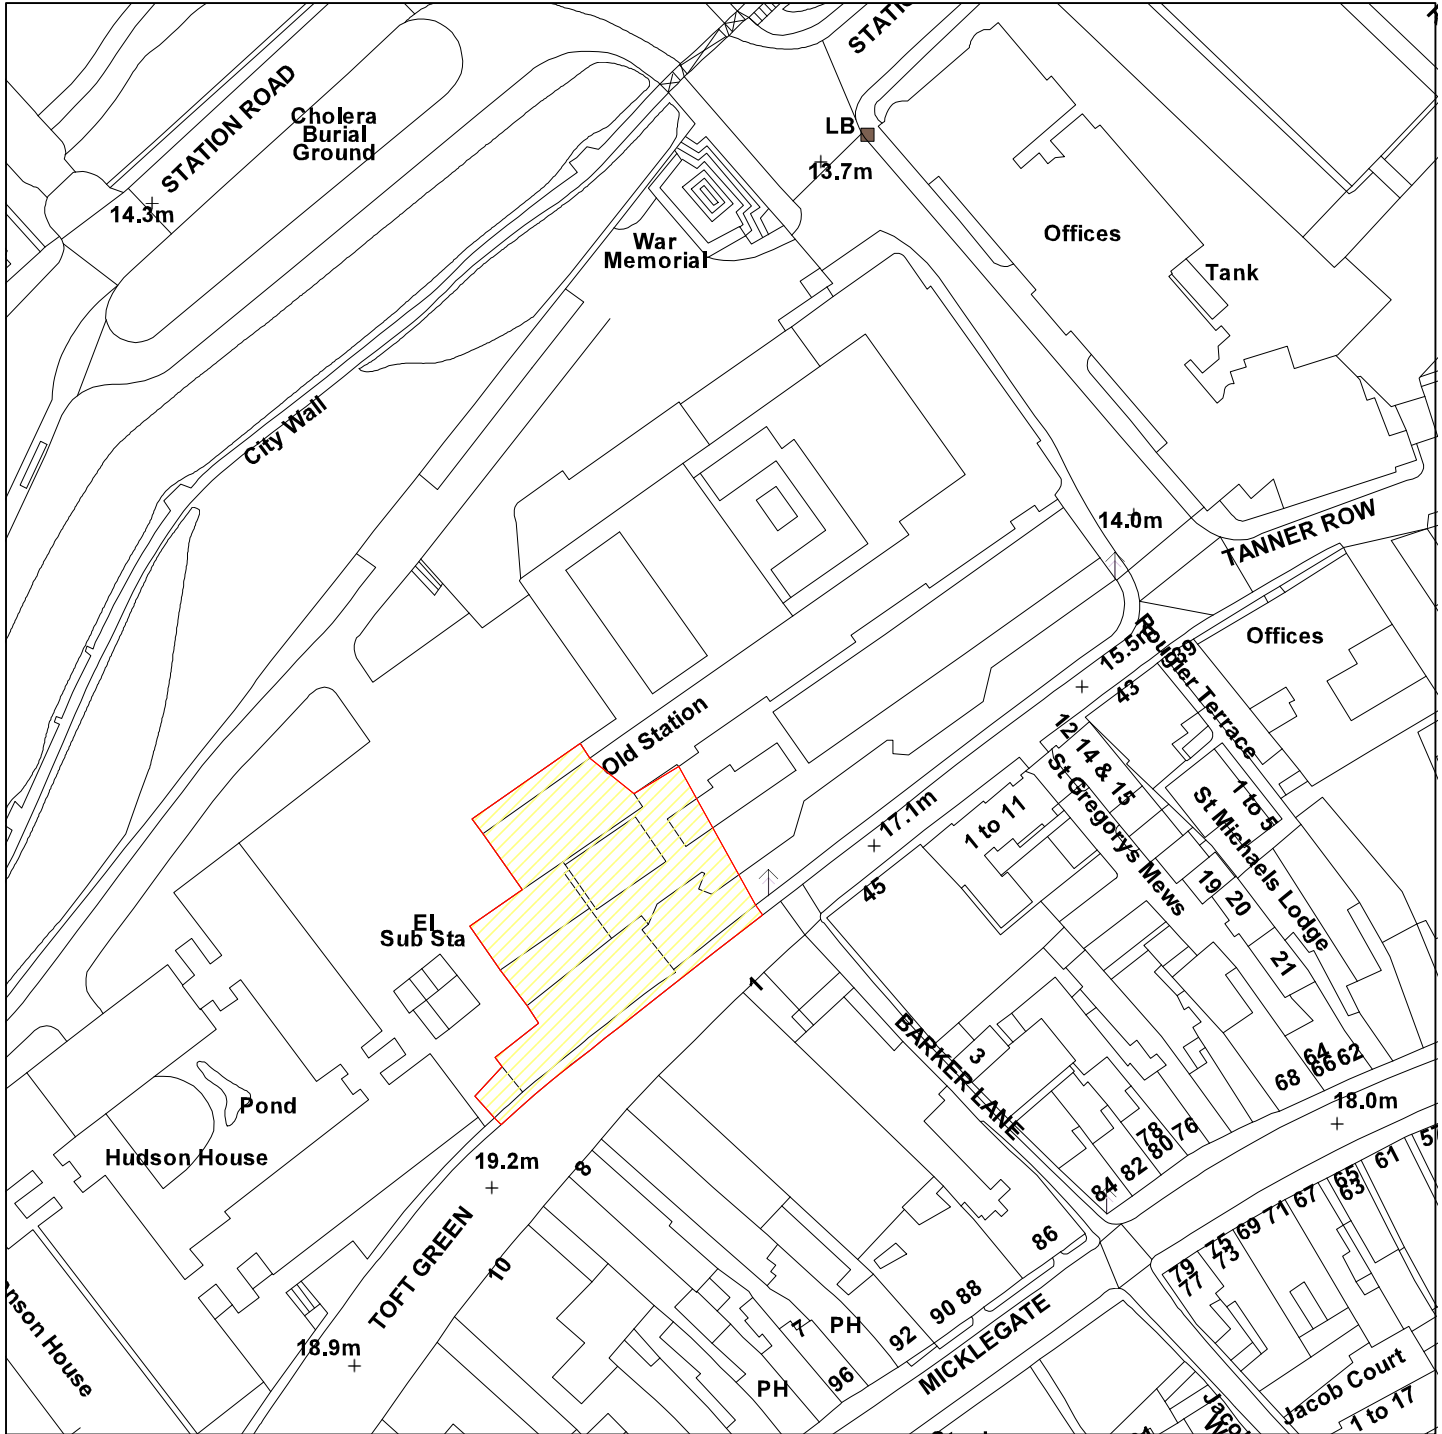 STATION ROAD
Cholera
Burial
Ground
14.3m
LB
13.7m
War
Memorial
Offices
Tank
City Wall
14.0m
TANNER ROW
Offices
15.5m
39
Rougier Terrace
43
12
14 & 15
Old Station
17.1m
1 to 11
St Gregorys Mews
1 to 5
St Michaels Lodge
45
19
20
21
El
Sub Sta
1
BARKER LANE
3
64
66
62
68
18.0m
Pond
Hudson House
19.2m
8
78
76
80
82
84
57
61
65
63
67
71
69
75
73
79
77
TOFT GREEN
10
86
18.9m
88
90
92
PH
7
96
PH
MICKLEGATE
Jacob Court
1 to 17